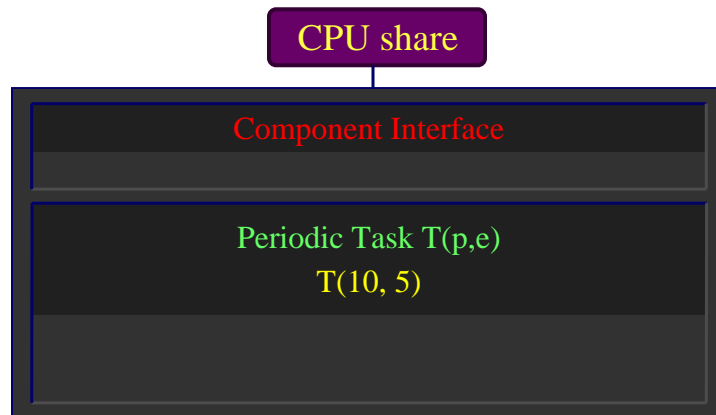 CPU share
Component Interface
Periodic Task T(p,e)
T(10, 5)